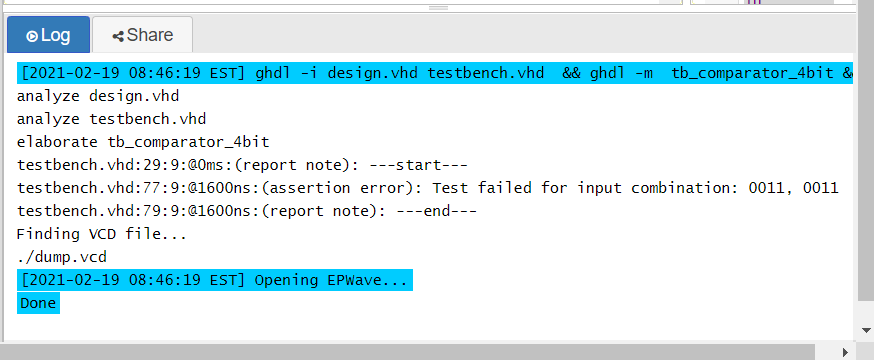 Log
Share
[2021-02-19 08:46:19 EST] ghdl -i design.vhd testbench.vhd  && ghdl -m  tb_comparator_4bit &&
analyze design.vhd
analyze testbench.vhd
elaborate tb_comparator_4bit
testbench.vhd:29:9:@0ms:(report note): ---start---
testbench.vhd:77:9:@1600ns:(assertion error): Test failed for input combination: 0011, 0011
testbench.vhd:79:9:@1600ns:(report note): ---end---
Finding VCD file...
./dump.vcd
[2021-02-19 08:46:19 EST] Opening EPWave...
Done